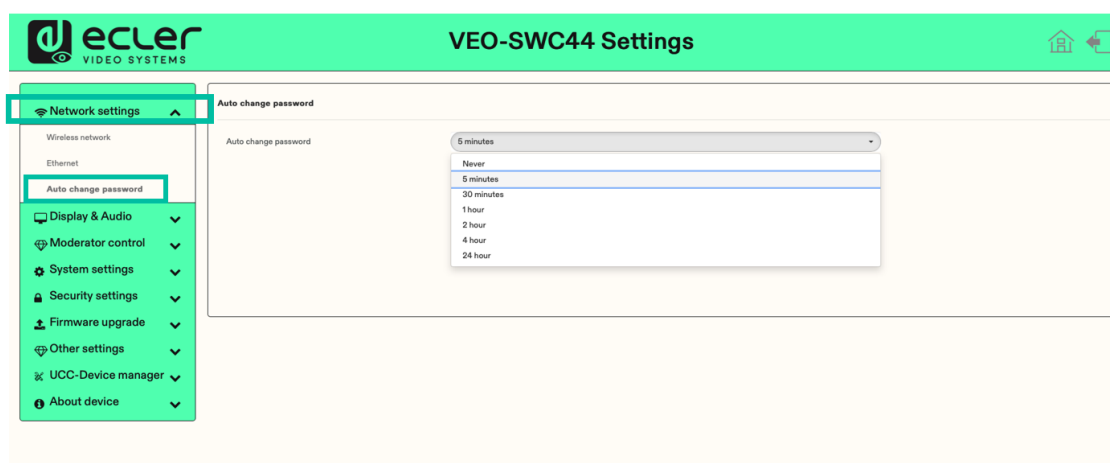 ecler
VIDEO SYSTEMS
VEO-SWC44 Settings
Network settings
Wireless network
Ethernet
Auto change password
Display & Audio
Moderator control
System settings
Security settings
Firmware upgrade
Other settings
UCC-Device manager
About device
Auto change password
Auto change password
5 minutes
Never
5 minutes
30 minutes
1 hour
2 hour
4 hour
24 hour